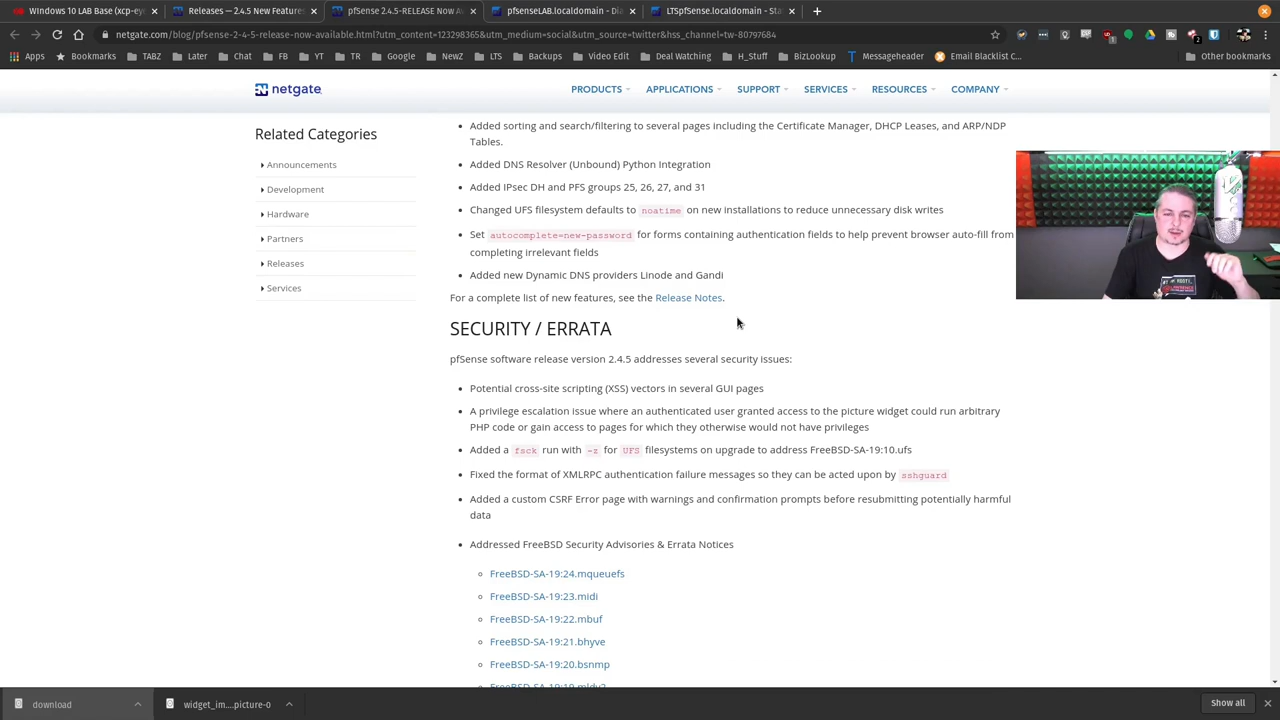 WIndows 10 LAB Base (xcp-eye
Releases — 2.4.5 New Features
pfSense 2.4.5-RELEASE Now Av
pfsenseLAB.localdomain - Dia
LTSpfSense.localdomain - Sta
netgate.com/blog/pfsense-2-4-5-release-now-available.html?utm_content=123298365&utm_medium=social&utm_source=twitter&hss_channel=tw-80797684
Apps Bookmarks TABZ Later Chat FB YT TR Google NewZ LTS Backups Video Edit Deal Watching H_Stuff BizLookup Messageheader Email Blacklist C... Other bookmarks
netgate
PRODUCTS APPLICATIONS SUPPORT SERVICES RESOURCES COMPANY
Related Categories
Announcements
Development
Hardware
Partners
Releases
Services
Added sorting and search/filtering to several pages including the Certificate Manager, DHCP Leases, and ARP/NDP
Tables.
Added DNS Resolver (Unbound) Python Integration
Added IPsec DH and PFS groups 25, 26, 27, and 31
Changed UFS filesystem defaults to noatime on new installations to reduce unnecessary disk writes
Set autocomplete=new-password for forms containing authentication fields to help prevent browser auto-fill from
completing irrelevant fields
Added new Dynamic DNS providers Linode and Gandi
For a complete list of new features, see the Release Notes.
SECURITY / ERRATA
pfSense software release version 2.4.5 addresses several security issues:
Potential cross-site scripting (XSS) vectors in several GUI pages
A privilege escalation issue where an authenticated user granted access to the picture widget could run arbitrary
PHP code or gain access to pages for which they otherwise would not have privileges
Added a fsck run with -z for UFS filesystems on upgrade to address FreeBSD-SA-19:10.ufs
Fixed the format of XMLRPC authentication failure messages so they can be acted upon by sshguard
Added a custom CSRF Error page with warnings and confirmation prompts before resubmitting potentially harmful
data
Addressed FreeBSD Security Advisories & Errata Notices
FreeBSD-SA-19:24.mqueuefs
FreeBSD-SA-19:23.midi
FreeBSD-SA-19:22.mbuf
FreeBSD-SA-19:21.bhyve
FreeBSD-SA-19:20.bsnmp
FreeBSD-SA-19:19.mldv2
download
widget_im....picture-0
Show all